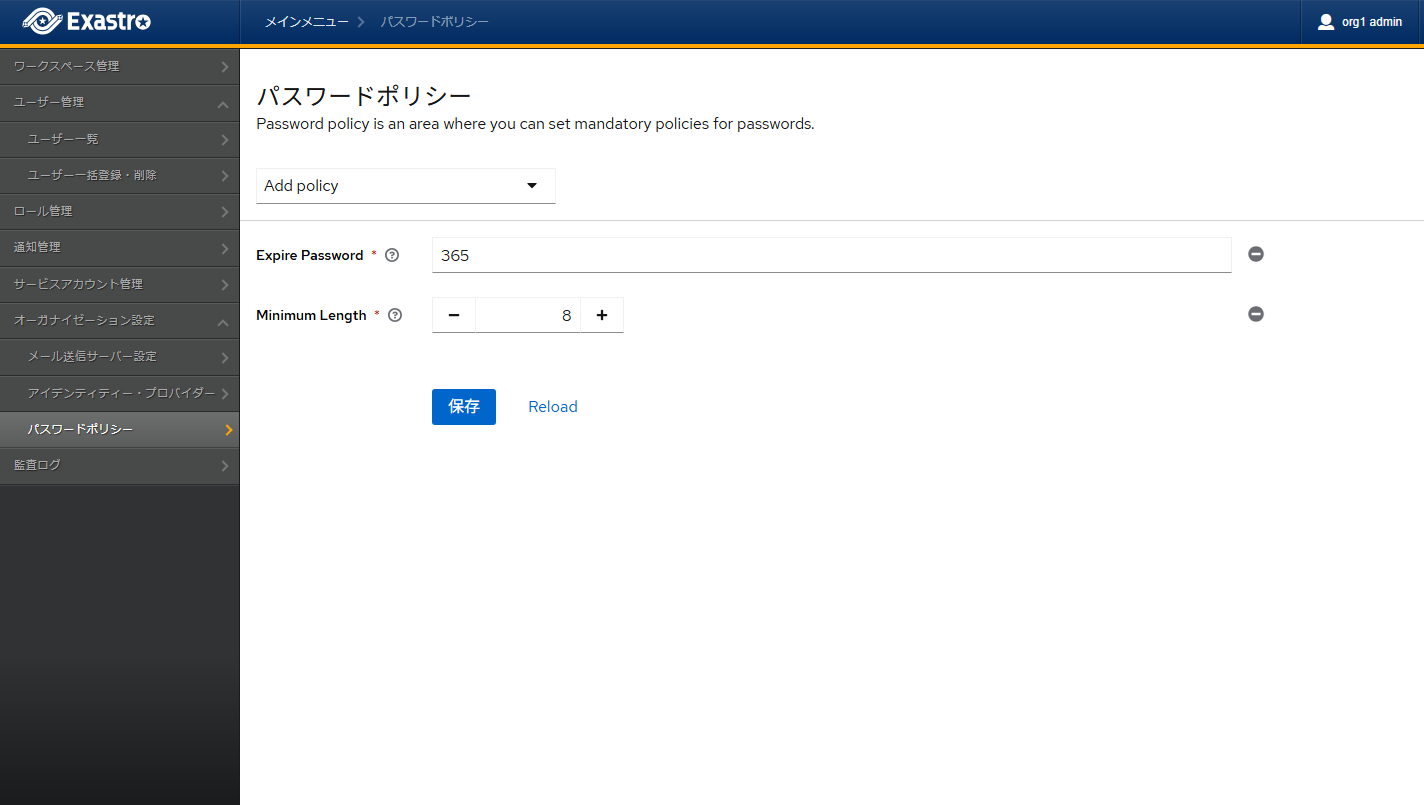 Exastro
メインメニュー パスワードポリシー
org1 admin
ワークスペース管理
ユーザー管理
ユーザー一覧
ユーザー一括登録・削除
ロール管理
通知管理
サービスアカウント管理
オーガナイゼーション設定
メール送信サーバー設定
アイデンティティー・プロバイダー
パスワードポリシー
監査ログ
パスワードポリシー
Password policy is an area where you can set mandatory policies for passwords.
Add policy
Expire Password * 365
Minimum Length * 8
保存 Reload